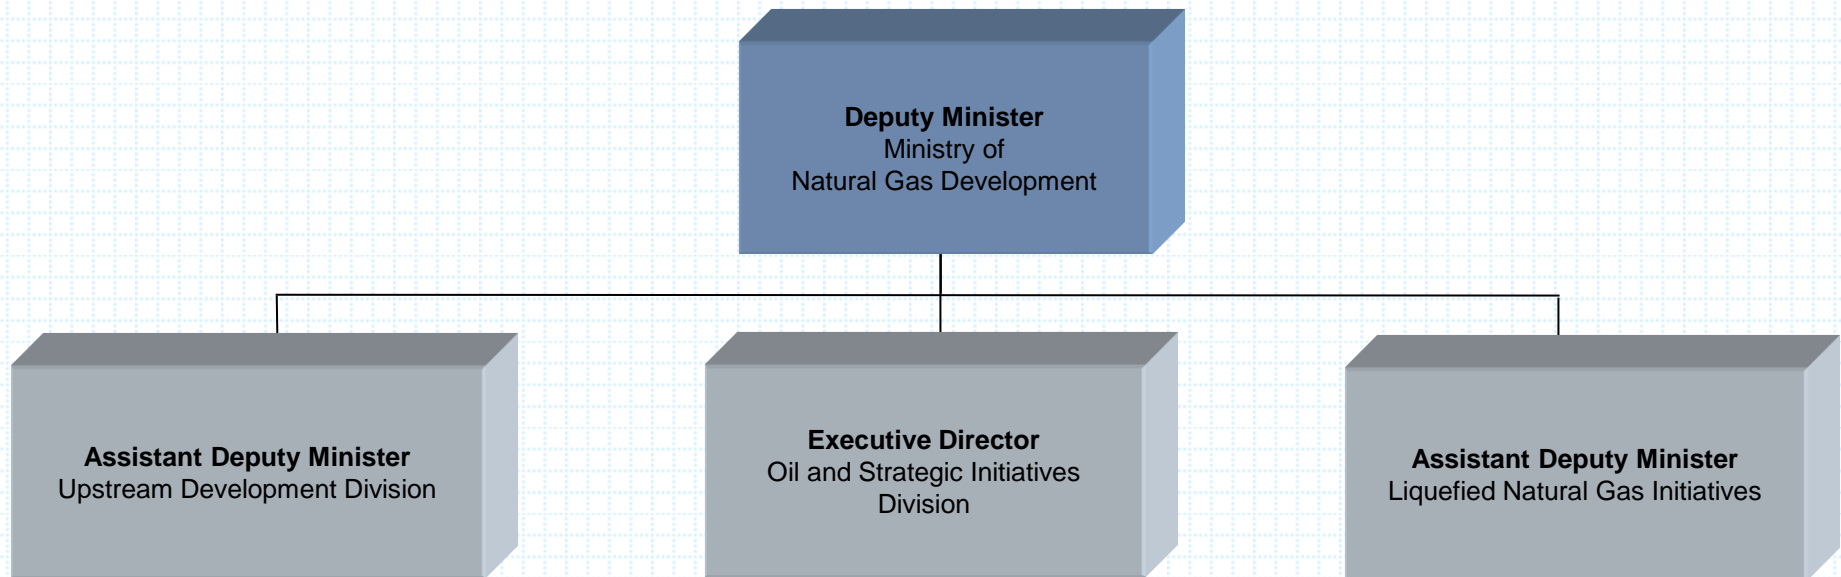 Deputy Minister
Ministry of
Natural Gas Development
Assistant Deputy Minister
Upstream Development Division
Executive Director
Oil and Strategic Initiatives
Division
Assistant Deputy Minister
Liquefied Natural Gas Initiatives